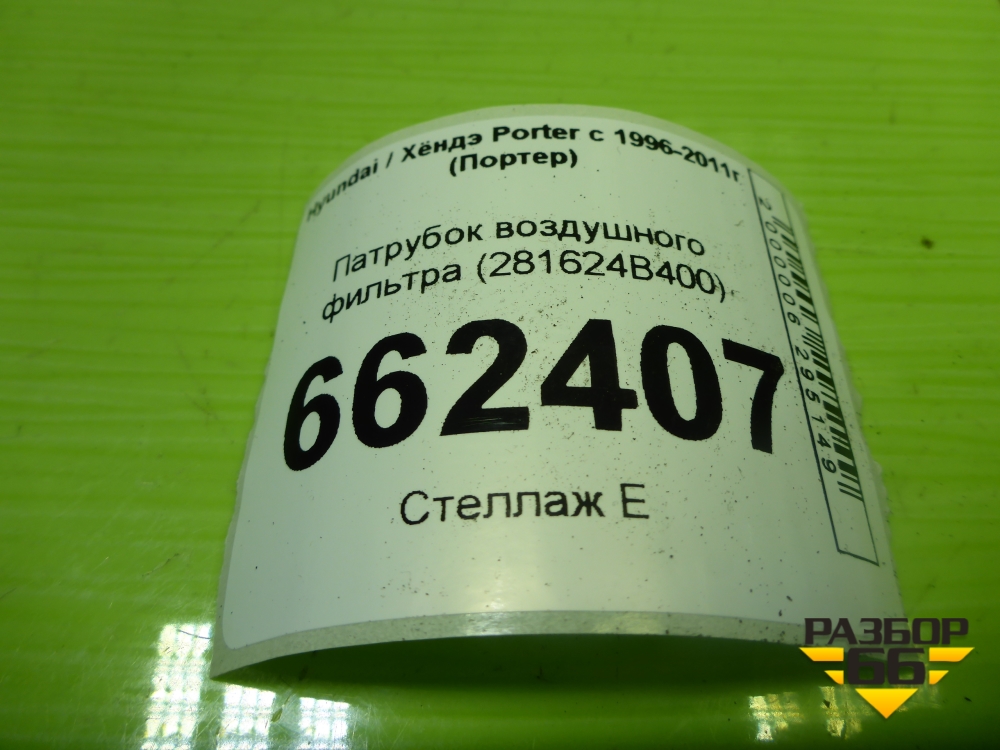 Hyundai / Хёндэ Porter с 1996-2011г.
(Портер)
Патрубок воздушного
фильтра (281624B400)
662407
Стеллаж Е
2000006295149
РАЗБОР
66